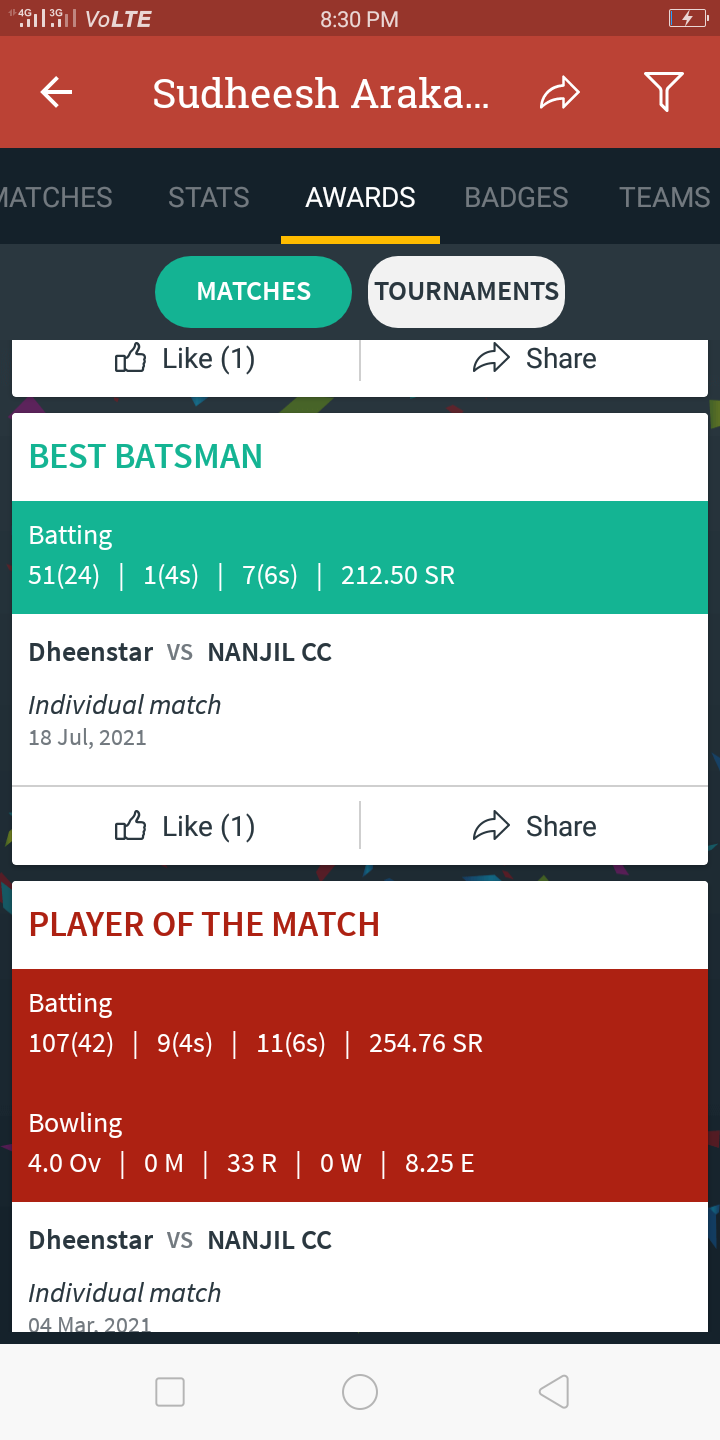 4G 3G VoLTE 8:30 PM
Sudheesh Araka...
MATCHES STATS AWARDS BADGES TEAMS
MATCHES TOURNAMENTS
Like (1) Share
BEST BATSMAN
Batting
51(24) | 1(4s) | 7(6s) | 212.50 SR
Dheenstar VS NANJIL CC
Individual match
18 Jul, 2021
Like (1) Share
PLAYER OF THE MATCH
Batting
107(42) | 9(4s) | 11(6s) | 254.76 SR
Bowling
4.0 Ov | 0 M | 33 R | 0 W | 8.25 E
Dheenstar VS NANJIL CC
Individual match
04 Mar, 2021